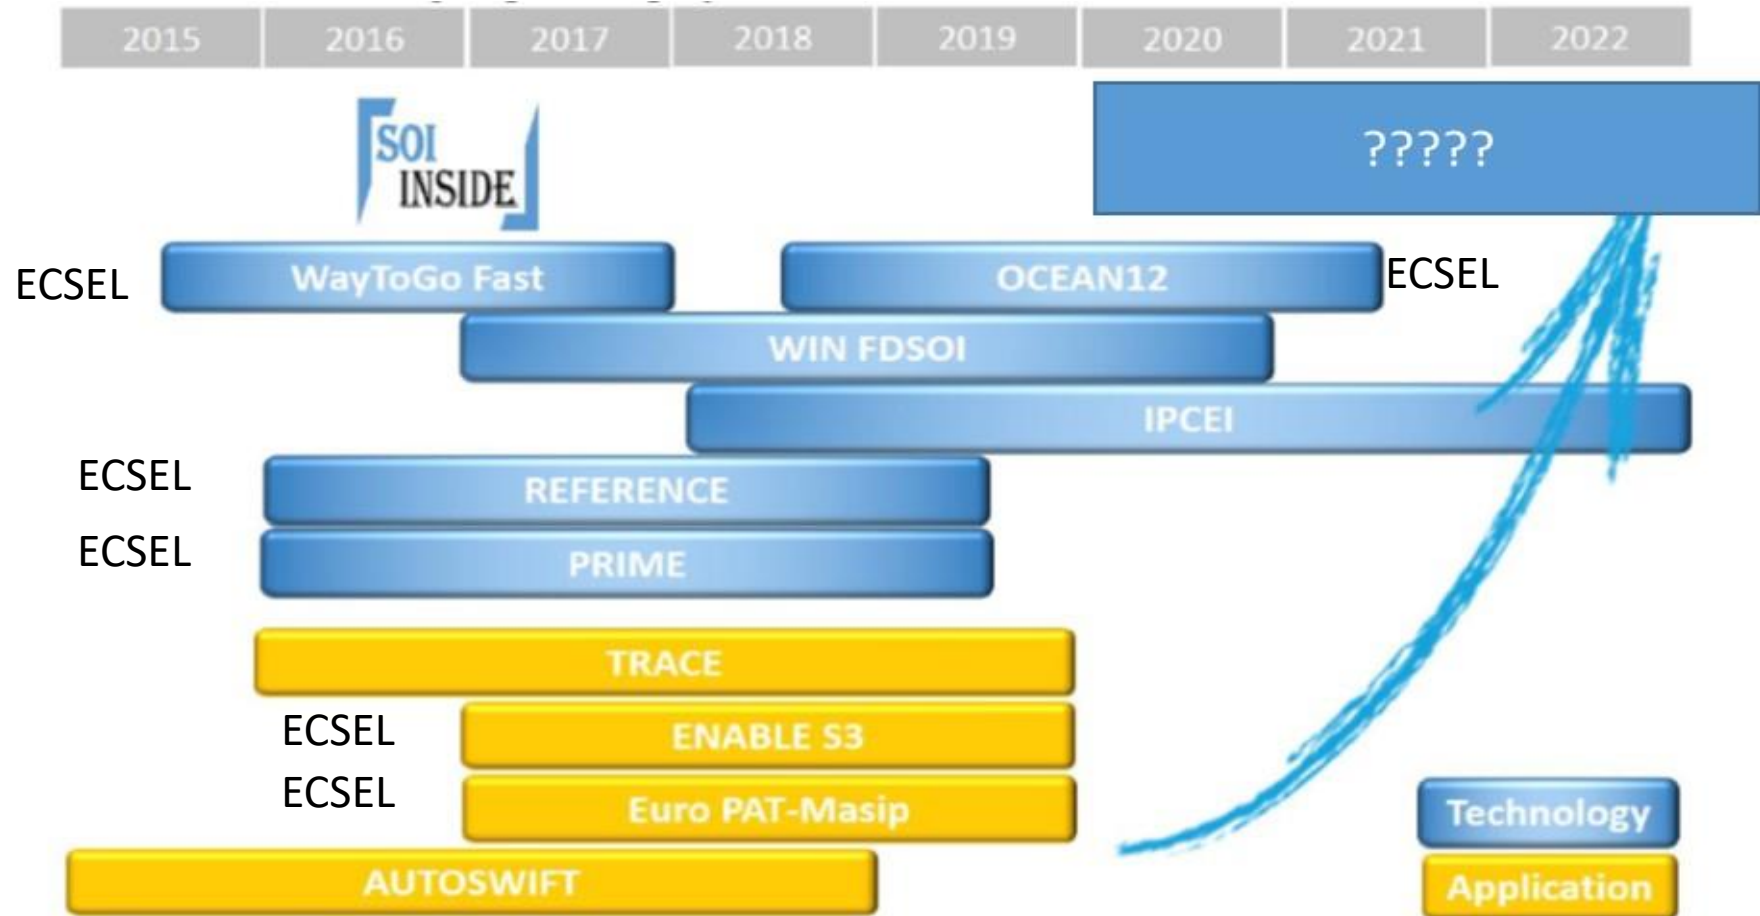 2015 2016 2017 2018 2019 2020 2021 2022
?????
SOI
INSIDE
ECSEL WayToGo Fast OCEAN12 ECSEL
WIN FDSOI
IPCEI
ECSEL REFERENCE
ECSEL PRIME
TRACE
ECSEL ENABLE S3
ECSEL Euro PAT-Masip
Technology
AUTOSWIFT
Application